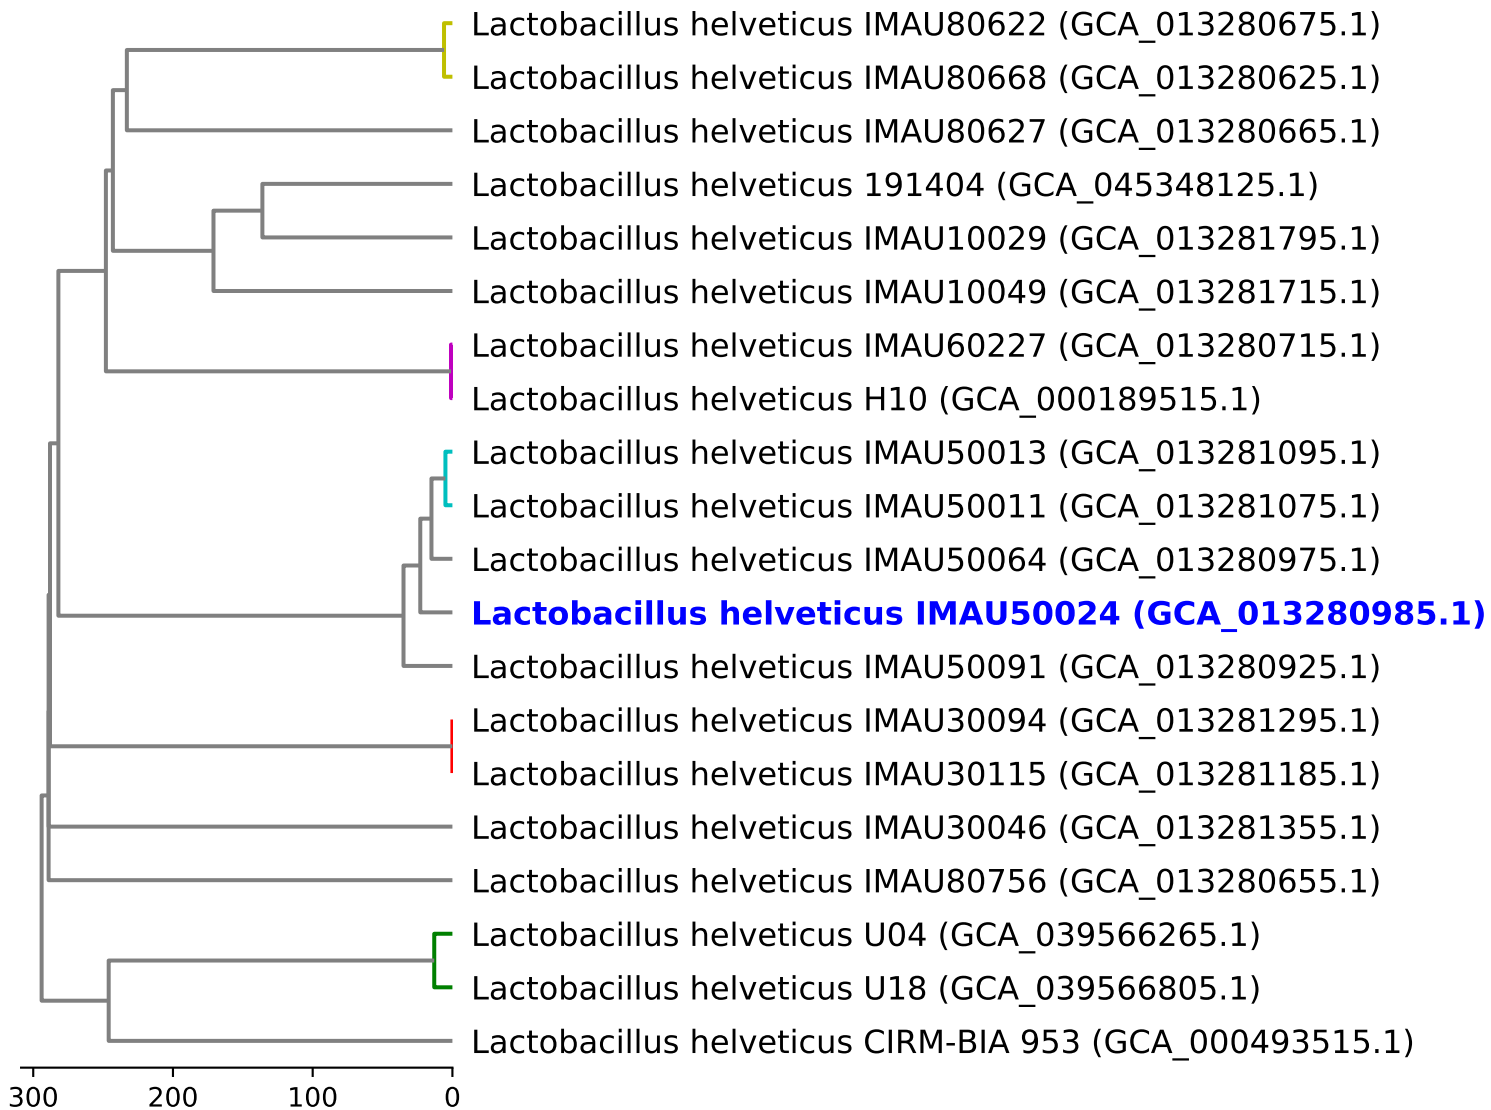 Lactobacillus helveticus IMAU80622 (GCA_013280675.1)
Lactobacillus helveticus IMAU80668 (GCA_013280625.1)
Lactobacillus helveticus IMAU80627 (GCA_013280665.1)
Lactobacillus helveticus 191404 (GCA_045348125.1)
Lactobacillus helveticus IMAU10029 (GCA_013281795.1)
Lactobacillus helveticus IMAU10049 (GCA_013281715.1)
Lactobacillus helveticus IMAU60227 (GCA_013280715.1)
Lactobacillus helveticus H10 (GCA_000189515.1)
Lactobacillus helveticus IMAU50013 (GCA_013281095.1)
Lactobacillus helveticus IMAU50011 (GCA_013281075.1)
Lactobacillus helveticus IMAU50064 (GCA_013280975.1)
Lactobacillus helveticus IMAU50024 (GCA_013280985.1)
Lactobacillus helveticus IMAU50091 (GCA_013280925.1)
Lactobacillus helveticus IMAU30094 (GCA_013281295.1)
Lactobacillus helveticus IMAU30115 (GCA_013281185.1)
Lactobacillus helveticus IMAU30046 (GCA_013281355.1)
Lactobacillus helveticus IMAU80756 (GCA_013280655.1)
Lactobacillus helveticus U04 (GCA_039566265.1)
Lactobacillus helveticus U18 (GCA_039566805.1)
Lactobacillus helveticus CIRM-BIA 953 (GCA_000493515.1)
300 200 100 0